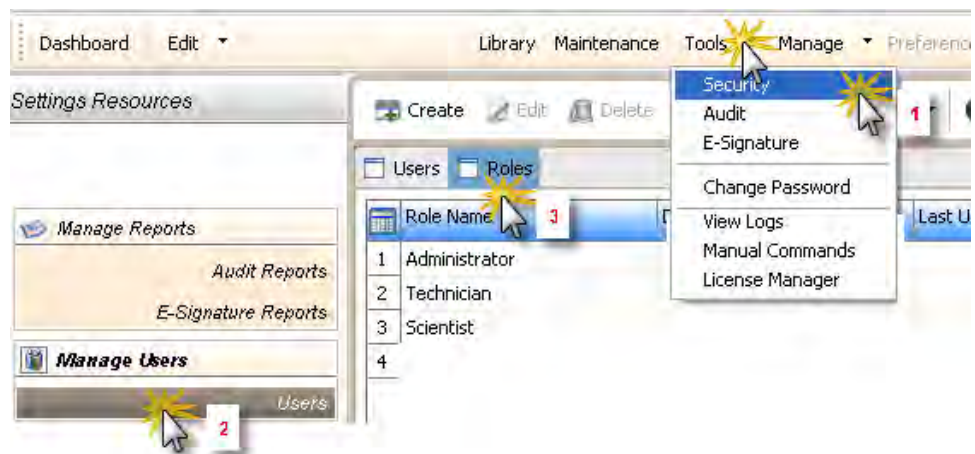 Dashboard Edit Library Maintenance Tools Manage
Settings Resources
Create Edit Delete
Security
Audit
E-Signature
Change Password
View Logs
Manual Commands
License Manager
1
Users Roles
3
Role Name Last
1 Administrator
2 Technician
3 Scientist
4
Manage Reports
Audit Reports
E-Signature Reports
Manage Users
Users
2